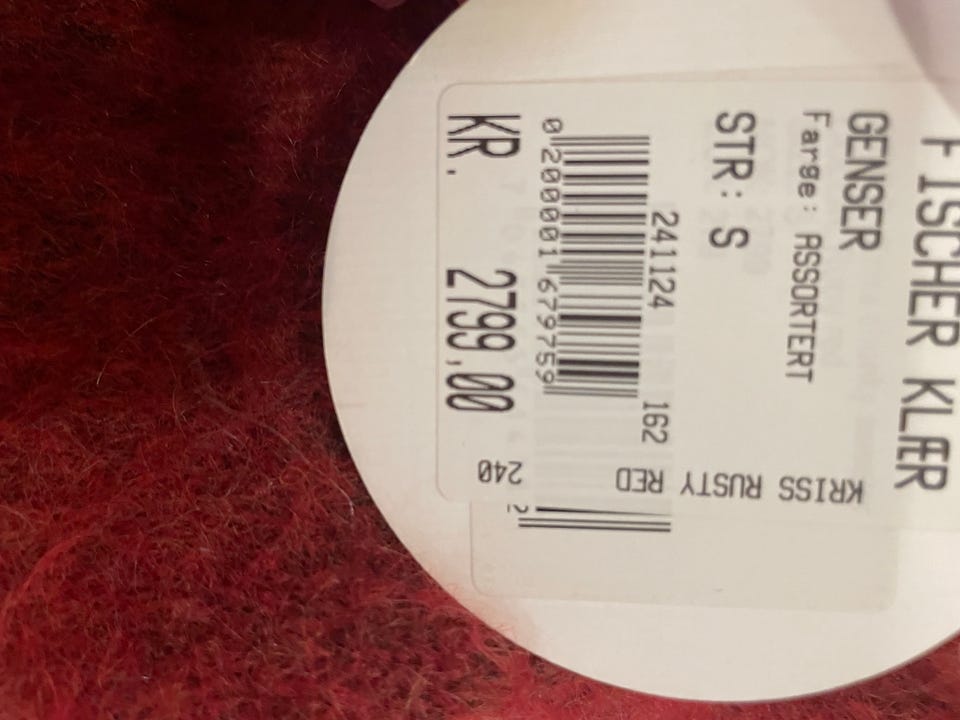 FISCHER KLÆR
GENSER
Farge: ASSORTERT
STR: S
241124 162
0 200001 679759
KR. 2799,00
KRISS RUSTY RED
240